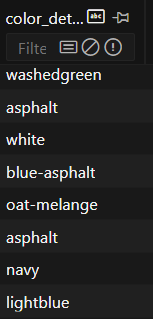 color_det...
Filte
washedgreen
asphalt
white
blue-asphalt
oat-melange
asphalt
navy
lightblue